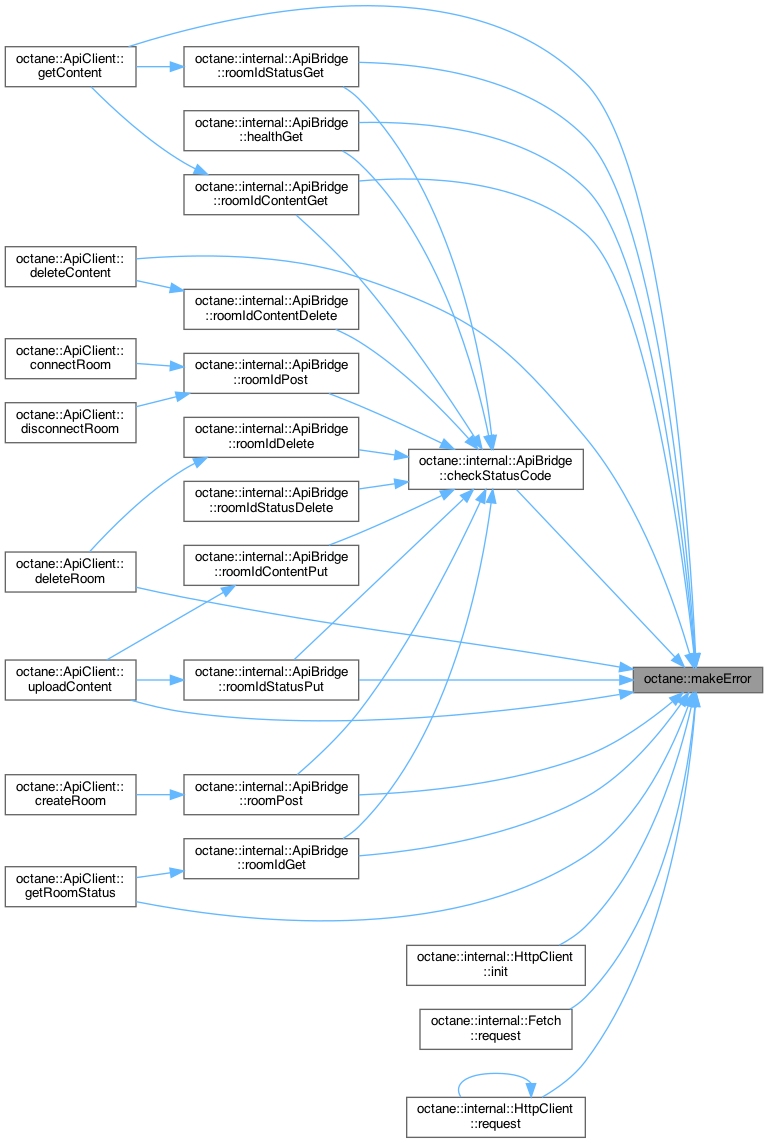 octane::ApiClient::
getContent
octane::internal::ApiBridge
::roomIdStatusGet
octane::internal::ApiBridge
::healthGet
octane::internal::ApiBridge
::roomIdContentGet
octane::ApiClient::
deleteContent
octane::internal::ApiBridge
::roomIdContentDelete
octane::ApiClient::
connectRoom
octane::internal::ApiBridge
::roomIdPost
octane::ApiClient::
disconnectRoom
octane::internal::ApiBridge
::roomIdDelete
octane::internal::ApiBridge
::checkStatusCode
octane::internal::ApiBridge
::roomIdStatusDelete
octane::ApiClient::
deleteRoom
octane::internal::ApiBridge
::roomIdContentPut
octane::ApiClient::
uploadContent
octane::internal::ApiBridge
::roomIdStatusPut
octane::makeError
octane::ApiClient::
createRoom
octane::internal::ApiBridge
::roomPost
octane::internal::ApiBridge
::roomIdGet
octane::ApiClient::
getRoomStatus
octane::internal::HttpClient
::init
octane::internal::Fetch
::request
octane::internal::HttpClient
::request